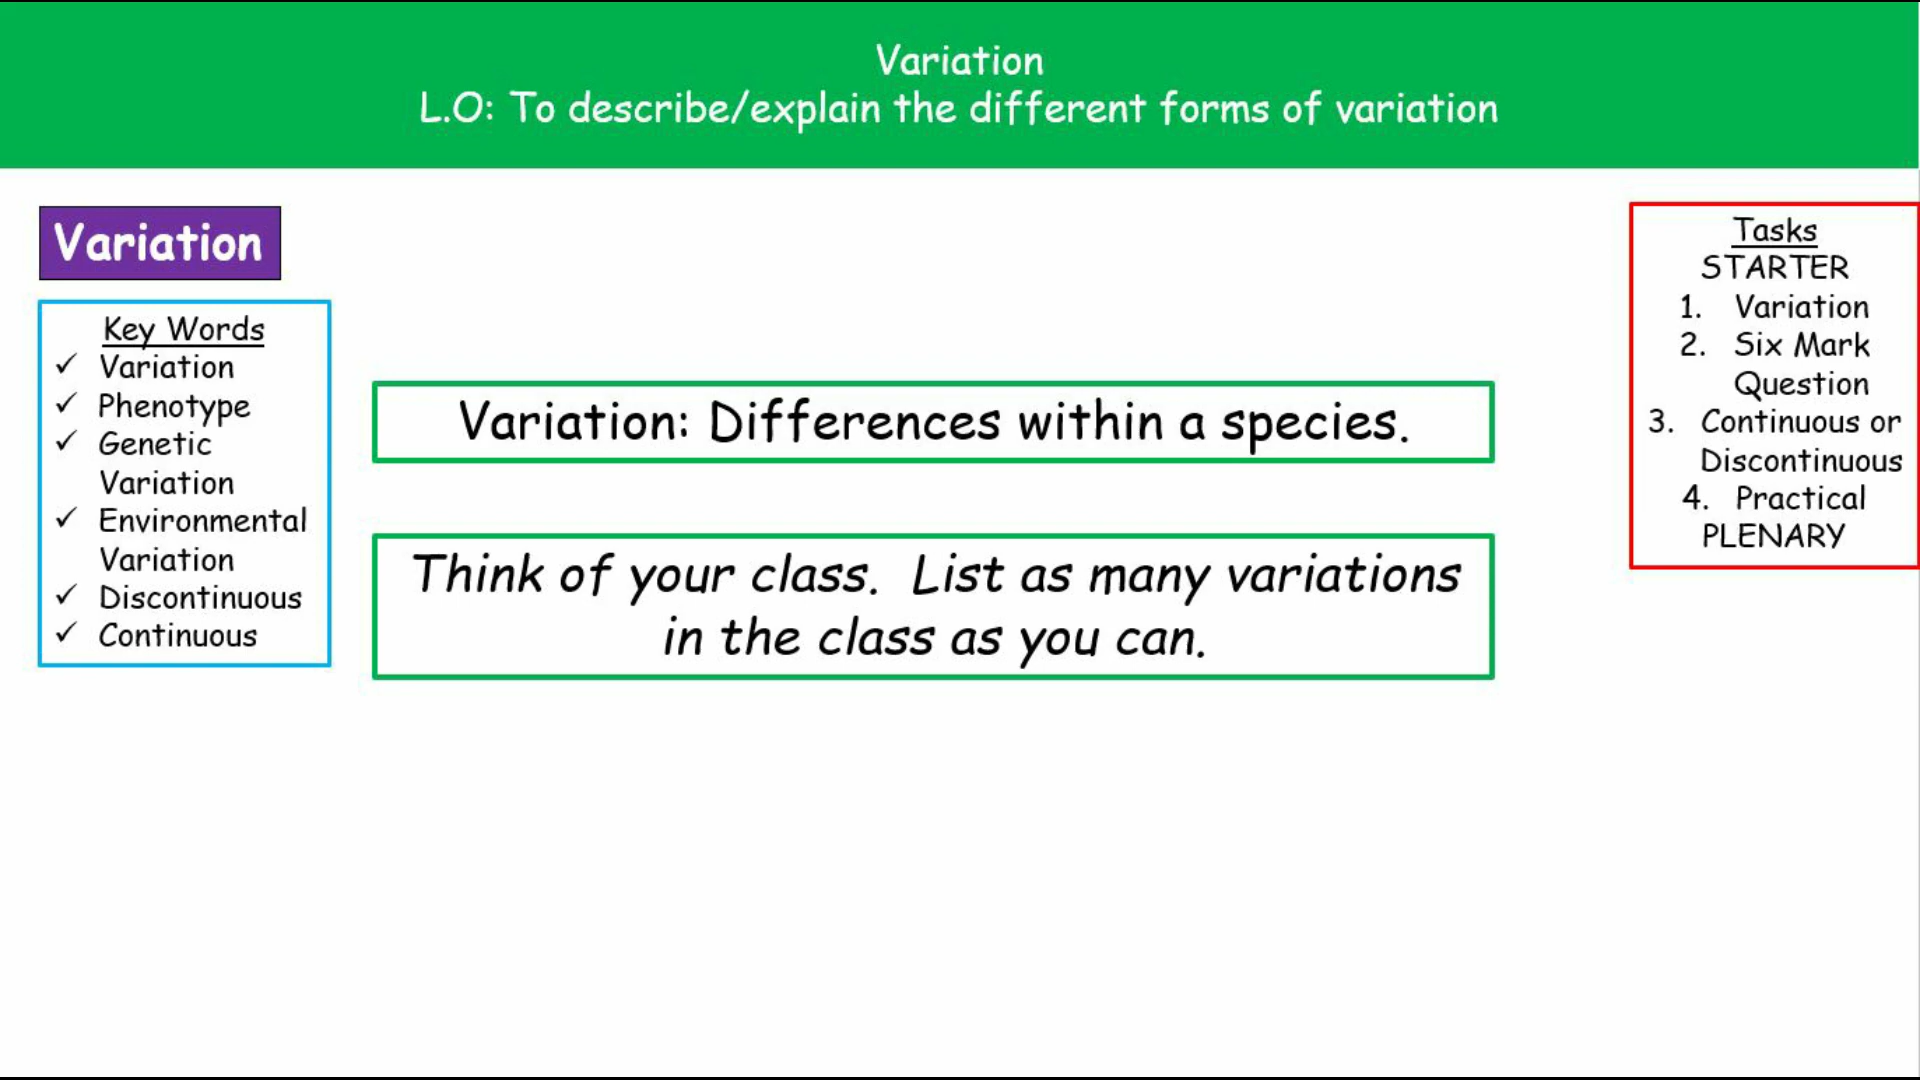 Variation
L.O: To describe/explain the different forms of variation
Variation
Key Words
✓ Variation
✓ Phenotype
✓ Genetic
Variation
✓ Environmental
Variation
✓ Discontinuous
✓ Continuous
Variation: Differences within a species.
Think of your class. List as many variations
in the class as you can.
Tasks
STARTER
1. Variation
2. Six Mark
Question
3. Continuous or
Discontinuous
4. Practical
PLENARY